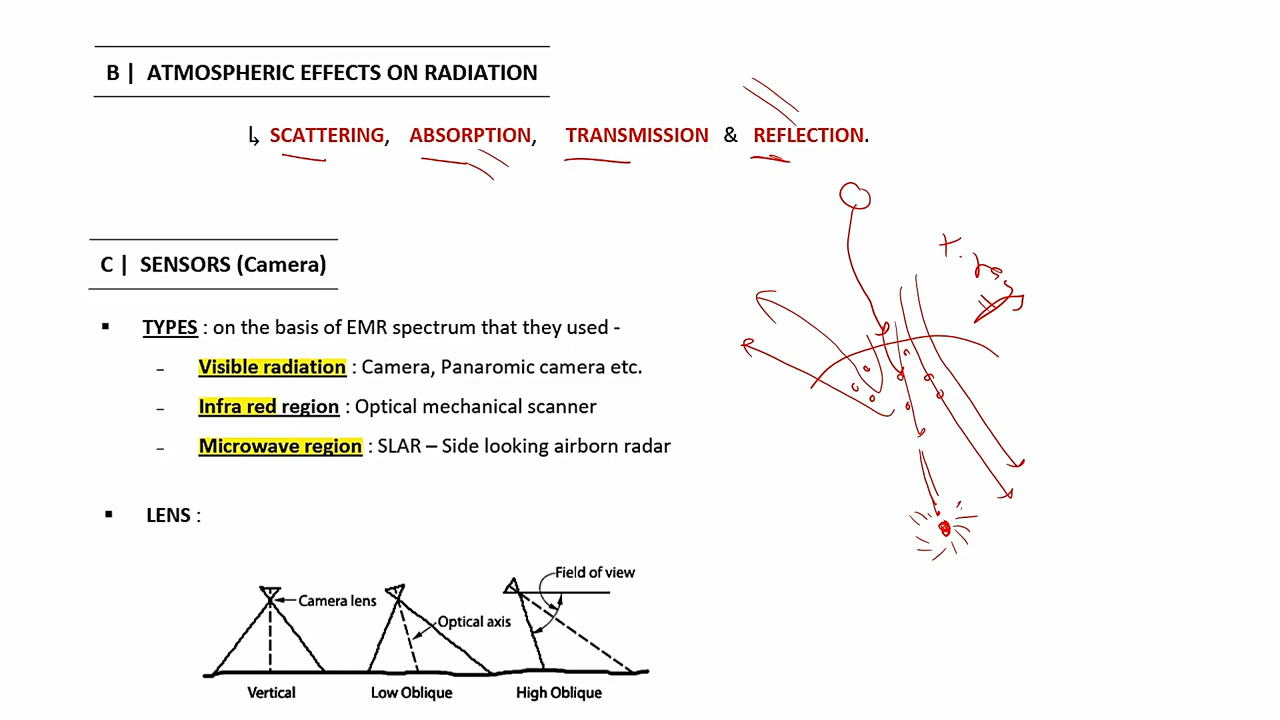 B | ATMOSPHERIC EFFECTS ON RADIATION
↳ SCATTERING, ABSORPTION, TRANSMISSION & REFLECTION.
C | SENSORS (Camera)
▪ TYPES : on the basis of EMR spectrum that they used -
– Visible radiation : Camera, Panaromic camera etc.
– Infra red region : Optical mechanical scanner
– Microwave region : SLAR – Side looking airborn radar
▪ LENS :
Field of view
Camera lens
Optical axis
Vertical
Low Oblique
High Oblique